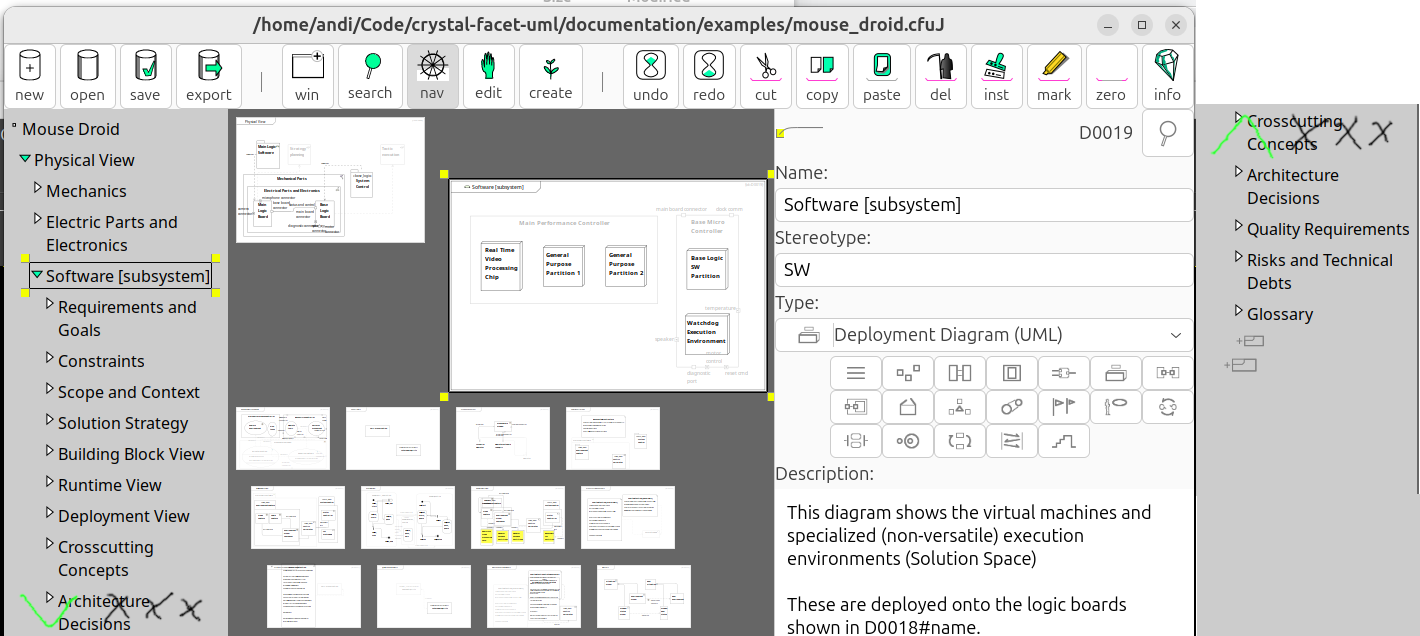 /home/andi/Code/crystal-facet-uml/documentation/examples/mouse_droid.cfuJ
new open save export win search nav edit create undo redo cut copy paste del inst mark zero info
Mouse Droid
Physical View
Mechanics
Electric Parts and
Electronics
Software [subsystem]
Requirements and
Goals
Constraints
Scope and Context
Solution Strategy
Building Block View
Runtime View
Deployment View
Crosscutting
Concepts
Architecture
Decisions
Physical View
Main Logic
Software
Mechanical Parts
Electrical Parts and Electronics
System
Control
Main
Logic
Board
Base
Logic
Board
Software [subsystem]
Main Performance Controller
Real Time
Video
Processing
Chip
General
Purpose
Partition 1
General
Purpose
Partition 2
main board connector
Base Micro
Controller
Base Logic
SW
Partition
temperature
Watchdog
Execution
Environment
speaker
control
diagnostic
port
reset cmd
D0019
Name:
Software [subsystem]
Stereotype:
SW
Type:
Deployment Diagram (UML)
Description:
This diagram shows the virtual machines and
specialized (non-versatile) execution
environments (Solution Space)
These are deployed onto the logic boards
shown in D0018#name.
Crosscutting
Concepts
Architecture
Decisions
Quality Requirements
Risks and Technical
Debts
Glossary